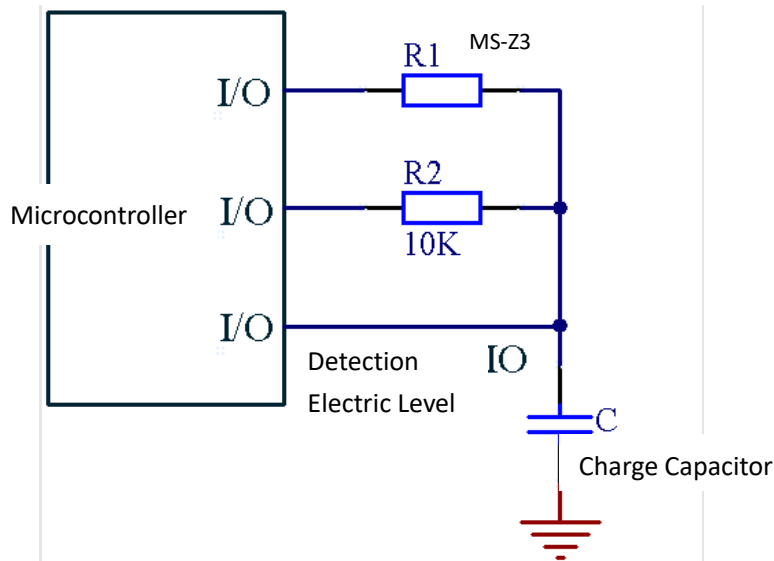 MS-Z3
R1
I/O
R2
Microcontroller
I/O
10K
I/O
Detection
IO
Electric Level
C
Charge Capacitor